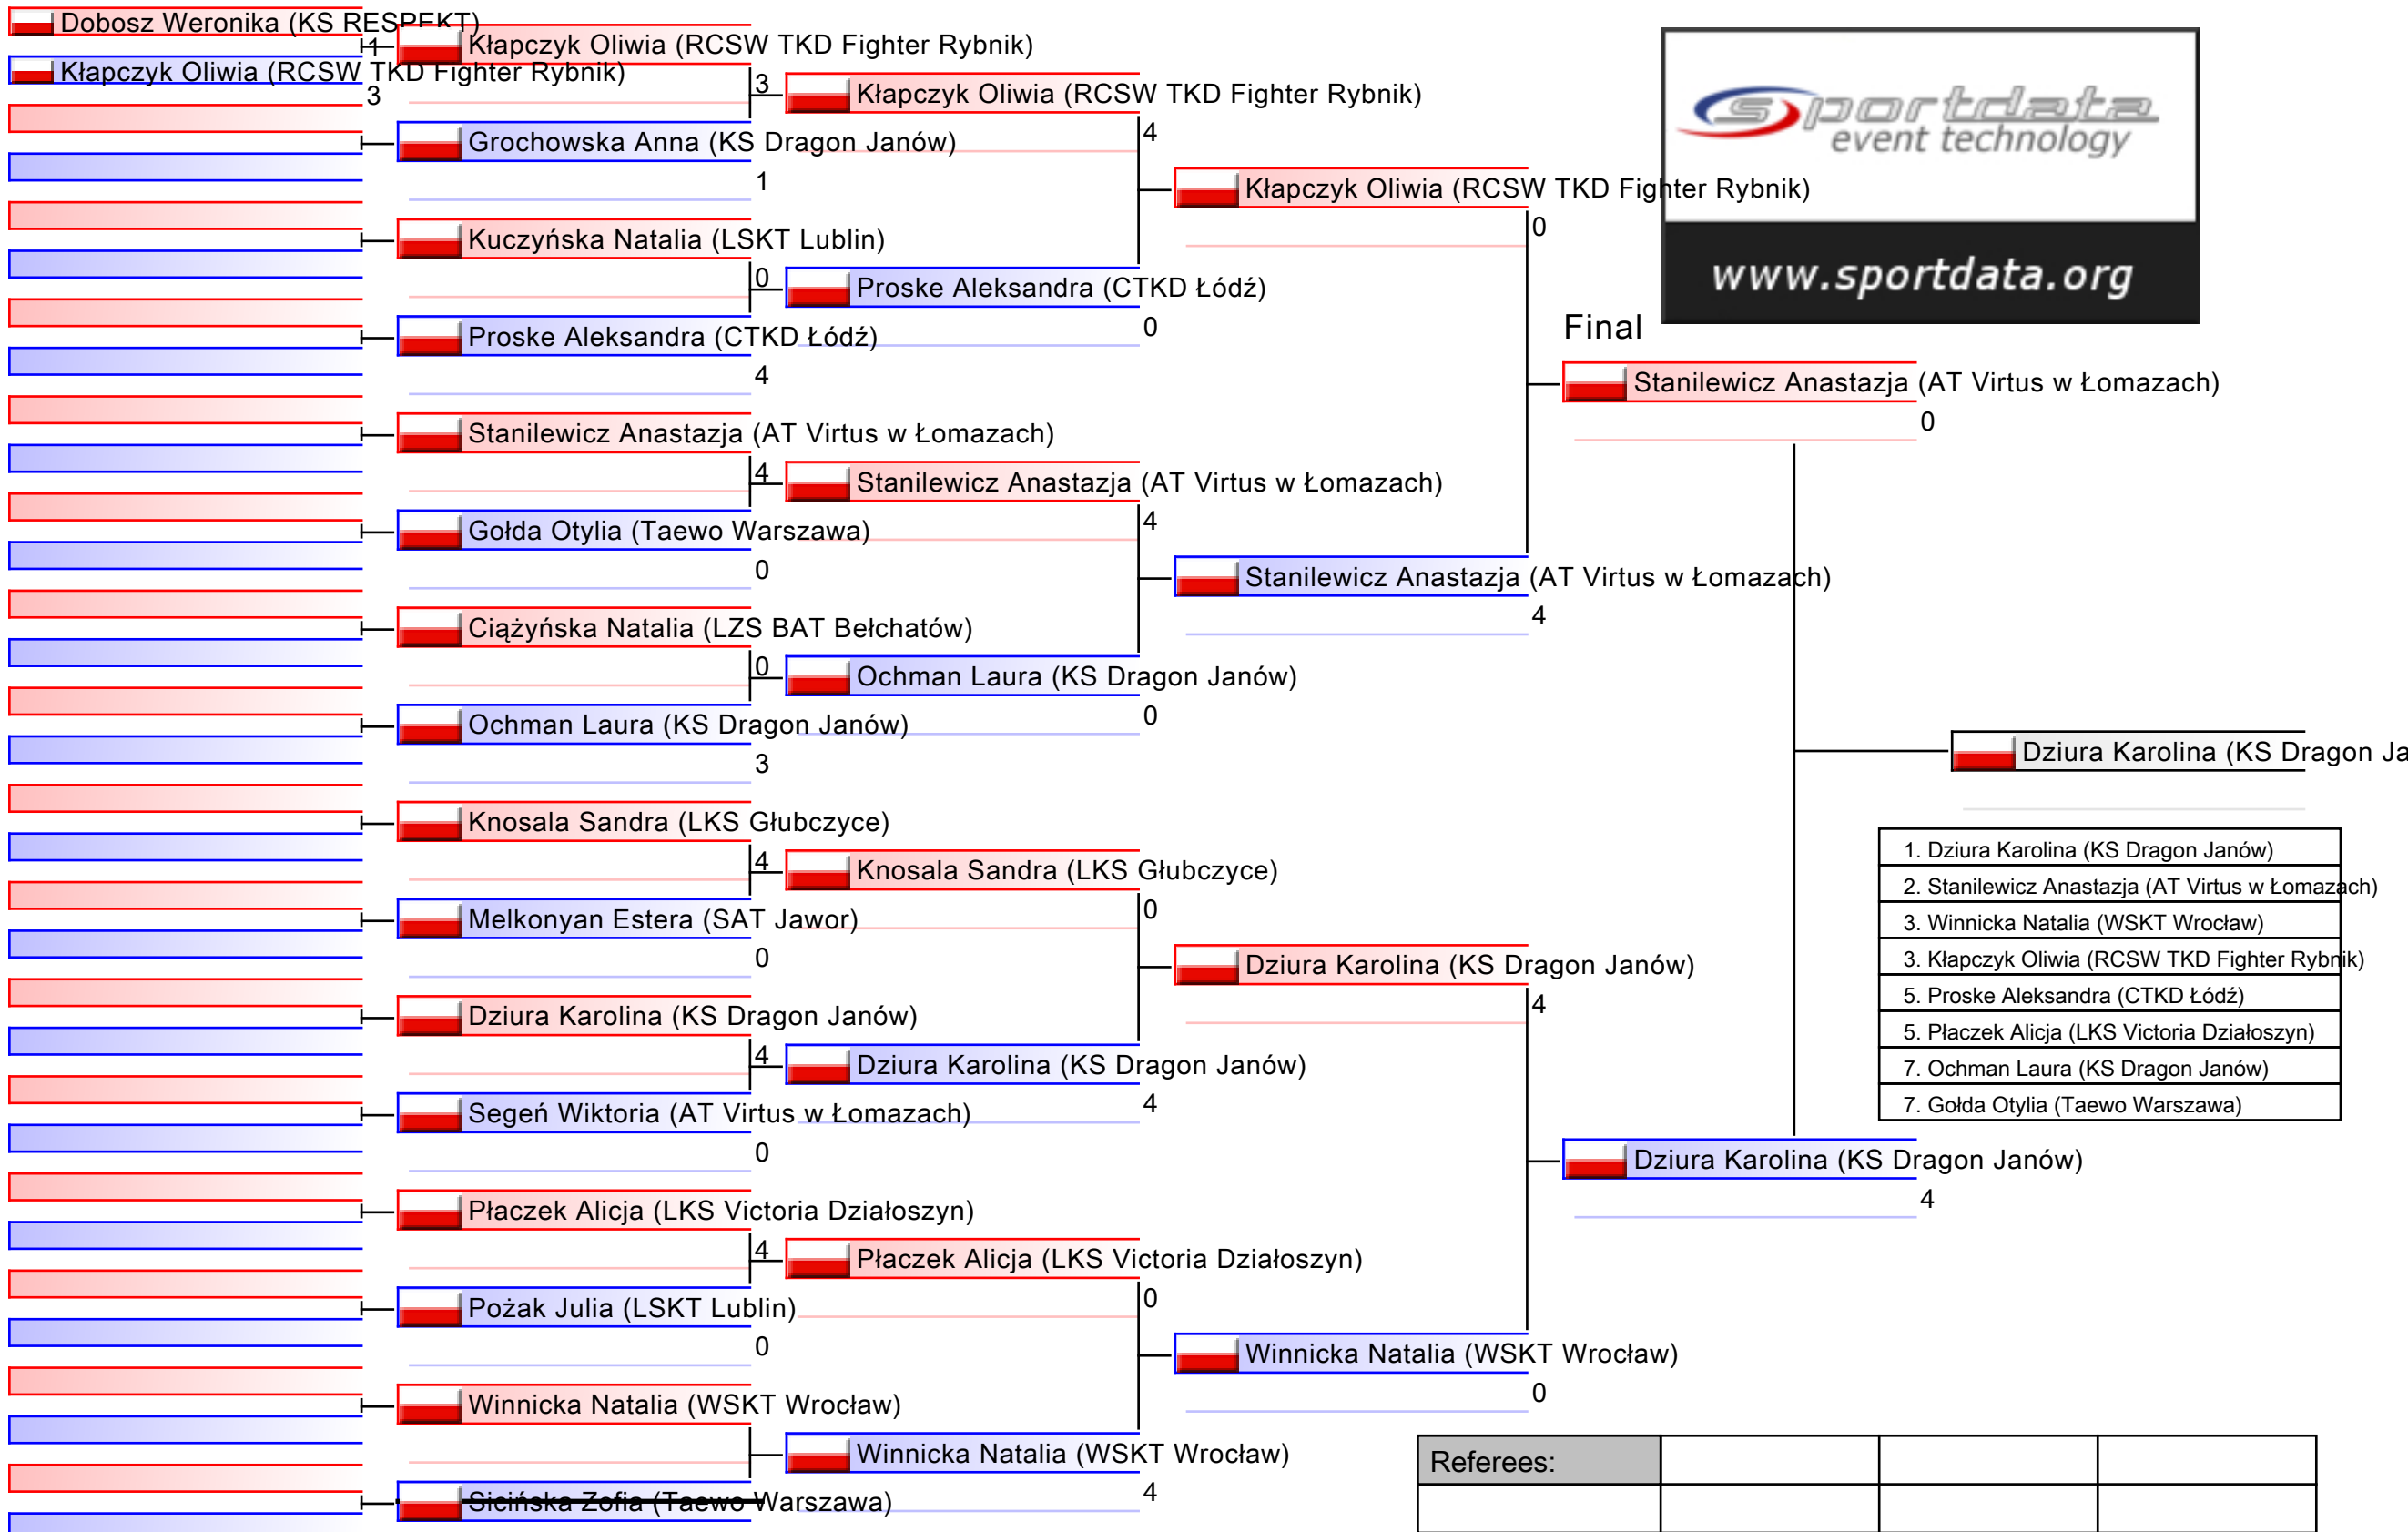 Dobosz Weronika (KS RESPEKT)
1
Kłapczyk Oliwia (RCSW TKD Fighter Rybnik)
3
Kłapczyk Oliwia (RCSW TKD Fighter Rybnik)
3
Grochowska Anna (KS Dragon Janów)
1
Kuczyńska Natalia (LSKT Lublin)
0
Proske Aleksandra (CTKD Łódź)
4
Stanilewicz Anastazja (AT Virtus w Łomazach)
4
Gołda Otylia (Taewo Warszawa)
0
Ciążyńska Natalia (LZS BAT Bełchatów)
0
Ochman Laura (KS Dragon Janów)
3
Knosala Sandra (LKS Głubczyce)
4
Melkonyan Estera (SAT Jawor)
0
Dziura Karolina (KS Dragon Janów)
4
Segeń Wiktoria (AT Virtus w Łomazach)
0
Płaczek Alicja (LKS Victoria Działoszyn)
4
Pożak Julia (LSKT Lublin)
0
Winnicka Natalia (WSKT Wrocław)
Sicińska Zofia (Taewo Warszawa)
Kłapczyk Oliwia (RCSW TKD Fighter Rybnik)
4
Proske Aleksandra (CTKD Łódź)
0
Stanilewicz Anastazja (AT Virtus w Łomazach)
4
Ochman Laura (KS Dragon Janów)
0
Knosala Sandra (LKS Głubczyce)
0
Dziura Karolina (KS Dragon Janów)
4
Płaczek Alicja (LKS Victoria Działoszyn)
0
Winnicka Natalia (WSKT Wrocław)
4
Kłapczyk Oliwia (RCSW TKD Fighter Rybnik)
0
Stanilewicz Anastazja (AT Virtus w Łomazach)
4
Dziura Karolina (KS Dragon Janów)
4
Winnicka Natalia (WSKT Wrocław)
0
sportdata
event technology
www.sportdata.org
Final
Stanilewicz Anastazja (AT Virtus w Łomazach)
0
Dziura Karolina (KS Dragon Janów)
4
Dziura Karolina (KS Dragon Ja
1. Dziura Karolina (KS Dragon Janów)
2. Stanilewicz Anastazja (AT Virtus w Łomazach)
3. Winnicka Natalia (WSKT Wrocław)
3. Kłapczyk Oliwia (RCSW TKD Fighter Rybnik)
5. Proske Aleksandra (CTKD Łódź)
5. Płaczek Alicja (LKS Victoria Działoszyn)
7. Ochman Laura (KS Dragon Janów)
7. Gołda Otylia (Taewo Warszawa)
Referees: